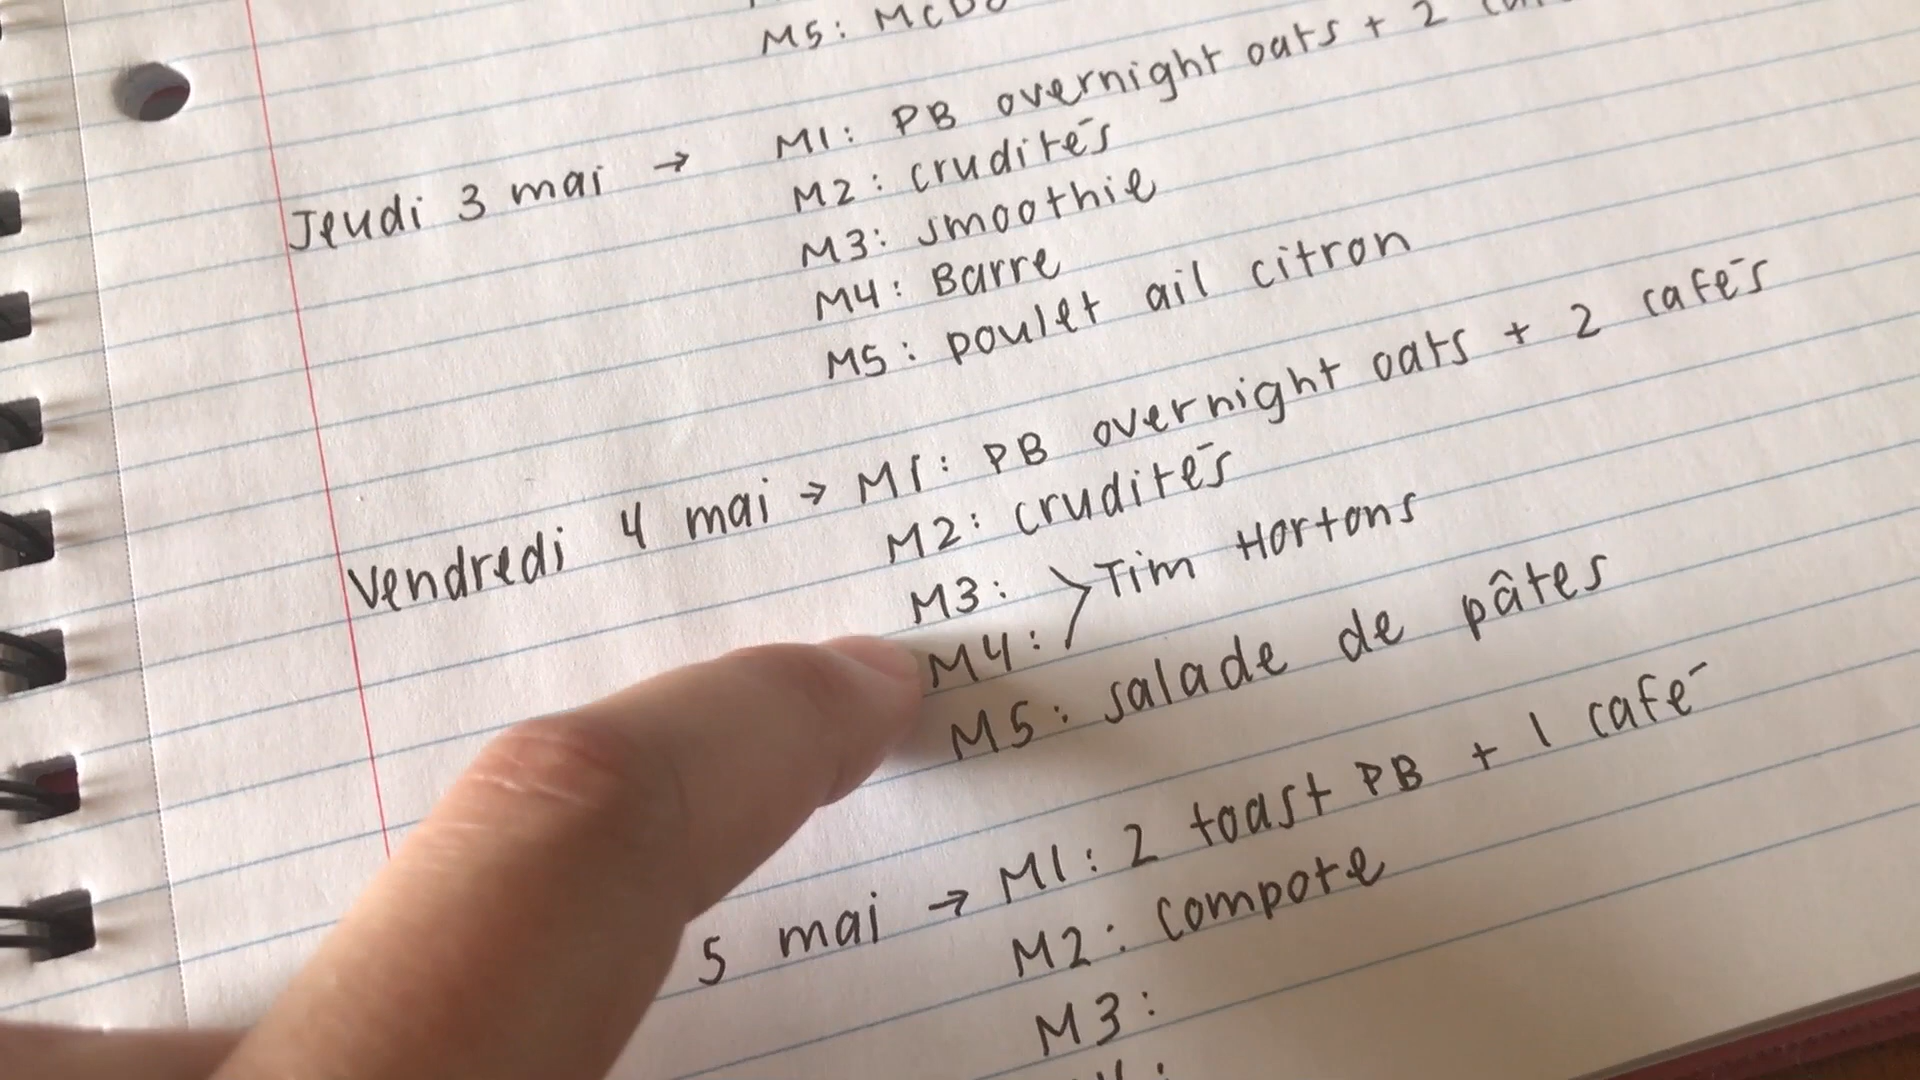 M5: McDo
Jeudi 3 mai → M1: PB overnight oats + 2
M2: crudités
M3: smoothie
M4: Barre
M5: poulet ail citron
Vendredi 4 mai → M1: PB overnight oats + 2 cafés
M2: crudités
M3: > Tim Hortons
M4:
M5: salade de pâtes
5 mai → M1: 2 toast PB + 1 café
M2: compote
M3: